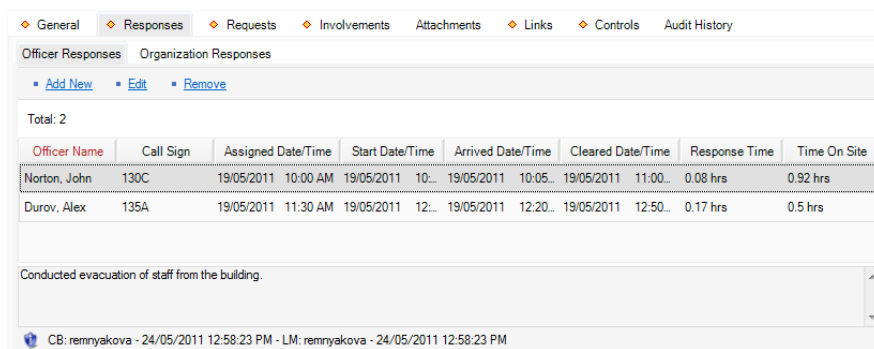 General Responses Requests Involvements Attachments Links Controls Audit History
Officer Responses Organization Responses
Add New Edit Remove
Total: 2
Officer Name Call Sign Assigned Date/Time Start Date/Time Arrived Date/Time Cleared Date/Time Response Time Time On Site
Norton, John 130C 19/05/2011 10:00 AM 19/05/2011 10:... 19/05/2011 10:05... 19/05/2011 11:00... 0.08 hrs 0.92 hrs
Durov, Alex 135A 19/05/2011 11:30 AM 19/05/2011 12:... 19/05/2011 12:20... 19/05/2011 12:50... 0.17 hrs 0.5 hrs
Conducted evacuation of staff from the building.
CB: remnyakova - 24/05/2011 12:58:23 PM - LM: remnyakova - 24/05/2011 12:58:23 PM